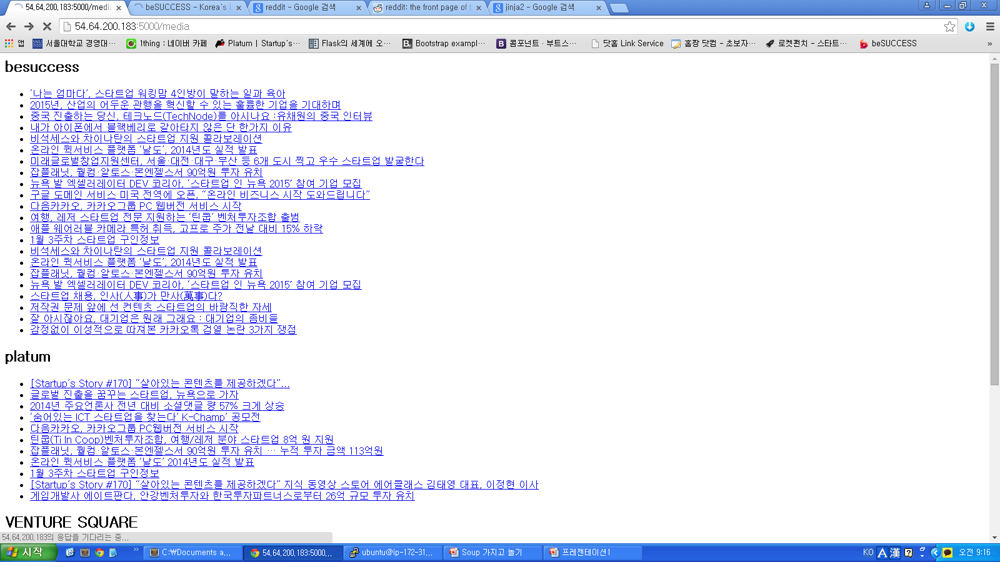 54.64.200.183:5000/media
beSUCCESS - Korea's
reddit - Google 검색
reddit: the front page of t
jinja2 - Google 검색
54.64.200.183:5000/media
앱
서울대학교 경영대…
1thing : 네이버 카페
Platum | Startup's…
Flask의 세계에 오…
Bootstrap exampl…
콤포넌트 · 부트스…
닷홈 Link Service
홈짱 닷컴 - 초보자…
로켓펀치 - 스타트…
beSUCCESS
»
besuccess
‘나는 엄마다’, 스타트업 워킹맘 4인방이 말하는 일과 육아
2015년, 산업의 어두운 관행을 혁신할 수 있는 훌륭한 기업을 기대하며
중국 진출하는 당신, 테크노드(TechNode)를 아시나요 :유채원의 중국 인터뷰
내가 아이폰에서 블랙베리로 갈아타지 않은 단 한가지 이유
비석세스와 차이나탄의 스타트업 지원 콜라보레이션
온라인 퀵서비스 플랫폼 ‘날도’, 2014년도 실적 발표
미래글로벌창업지원센터, 서울·대전·대구·부산 등 6개 도시 찍고 우수 스타트업 발굴한다
잡플래닛, 퀄컴·알토스·본엔젤스서 90억원 투자 유치
뉴욕 발 엑셀러레이터 DEV 코리아, ‘스타트업 인 뉴욕 2015’ 참여 기업 모집
구글 도메인 서비스 미국 전역에 오픈, “온라인 비즈니스 시작 도와드립니다”
다음카카오, 카카오그룹 PC 웹버전 서비스 시작
여행, 레저 스타트업 전문 지원하는 ‘틴쿱’ 벤처투자조합 출범
애플 웨어러블 카메라 특허 취득, 고프로 주가 전날 대비 15% 하락
1월 3주차 스타트업 구인정보
비석세스와 차이나탄의 스타트업 지원 콜라보레이션
온라인 퀵서비스 플랫폼 ‘날도’, 2014년도 실적 발표
잡플래닛, 퀄컴·알토스·본엔젤스서 90억원 투자 유치
뉴욕 발 엑셀러레이터 DEV 코리아, ‘스타트업 인 뉴욕 2015’ 참여 기업 모집
스타트업 채용, 인사(人事)가 만사(萬事)다?
저작권 문제 앞에 선 컨텐츠 스타트업의 바람직한 자세
잘 아시잖아요, 대기업은 원래 그래요 : 대기업의 좀비들
감정없이 이성적으로 따져본 카카오톡 검열 논란 3가지 쟁점
platum
[Startup's Story #170] “살아있는 콘텐츠를 제공하겠다”...
글로벌 진출을 꿈꾸는 스타트업, 뉴욕으로 가자
2014년 주요언론사 전년 대비 소셜댓글 량 57% 크게 상승
‘숨어있는 ICT 스타트업을 찾는다’ K-Champ’ 공모전
다음카카오, 카카오그룹 PC웹버전 서비스 시작
틴쿱(Ti In Coop)벤처투자조합, 여행/레저 분야 스타트업 8억 원 지원
잡플래닛, 퀄컴·알토스·본엔젤스서 90억원 투자 유치 … 누적 투자 금액 113억원
온라인 퀵서비스 플랫폼 ‘날도’ 2014년도 실적 발표
1월 3주차 스타트업 구인정보
[Startup's Story #170] “살아있는 콘텐츠를 제공하겠다” 지식 동영상 스토어 에어클래스 김태영 대표, 이정현 이사
게임개발사 에이트판다, 안강벤처투자와 한국투자파트너스로부터 26억 규모 투자 유치
VENTURE SQUARE
54.64.200.183의 응답을 기다리는 중...
시작
»
C:\Documents a...
54.64.200.183:5000...
ubuntu@ip-172-31...
Soup 가지고 놀기
프레젠테이션1
KO
A
漢
오전 9:16